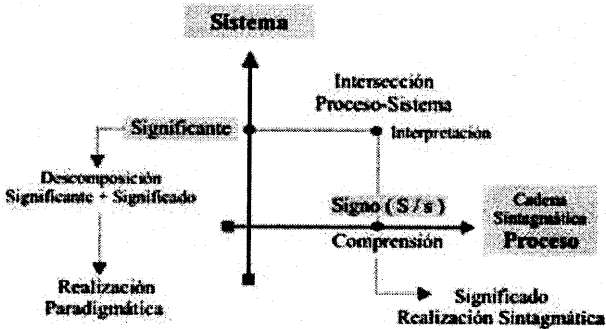 Sistema
Intersección
Proceso-Sistema
Significante
Interpretación
Descomposición
Significante + Significado
Signo ( S / s )
Cadena
Sintagmática
Proceso
Comprensión
Realización
Paradigmática
Significado
Realización Sintagmática